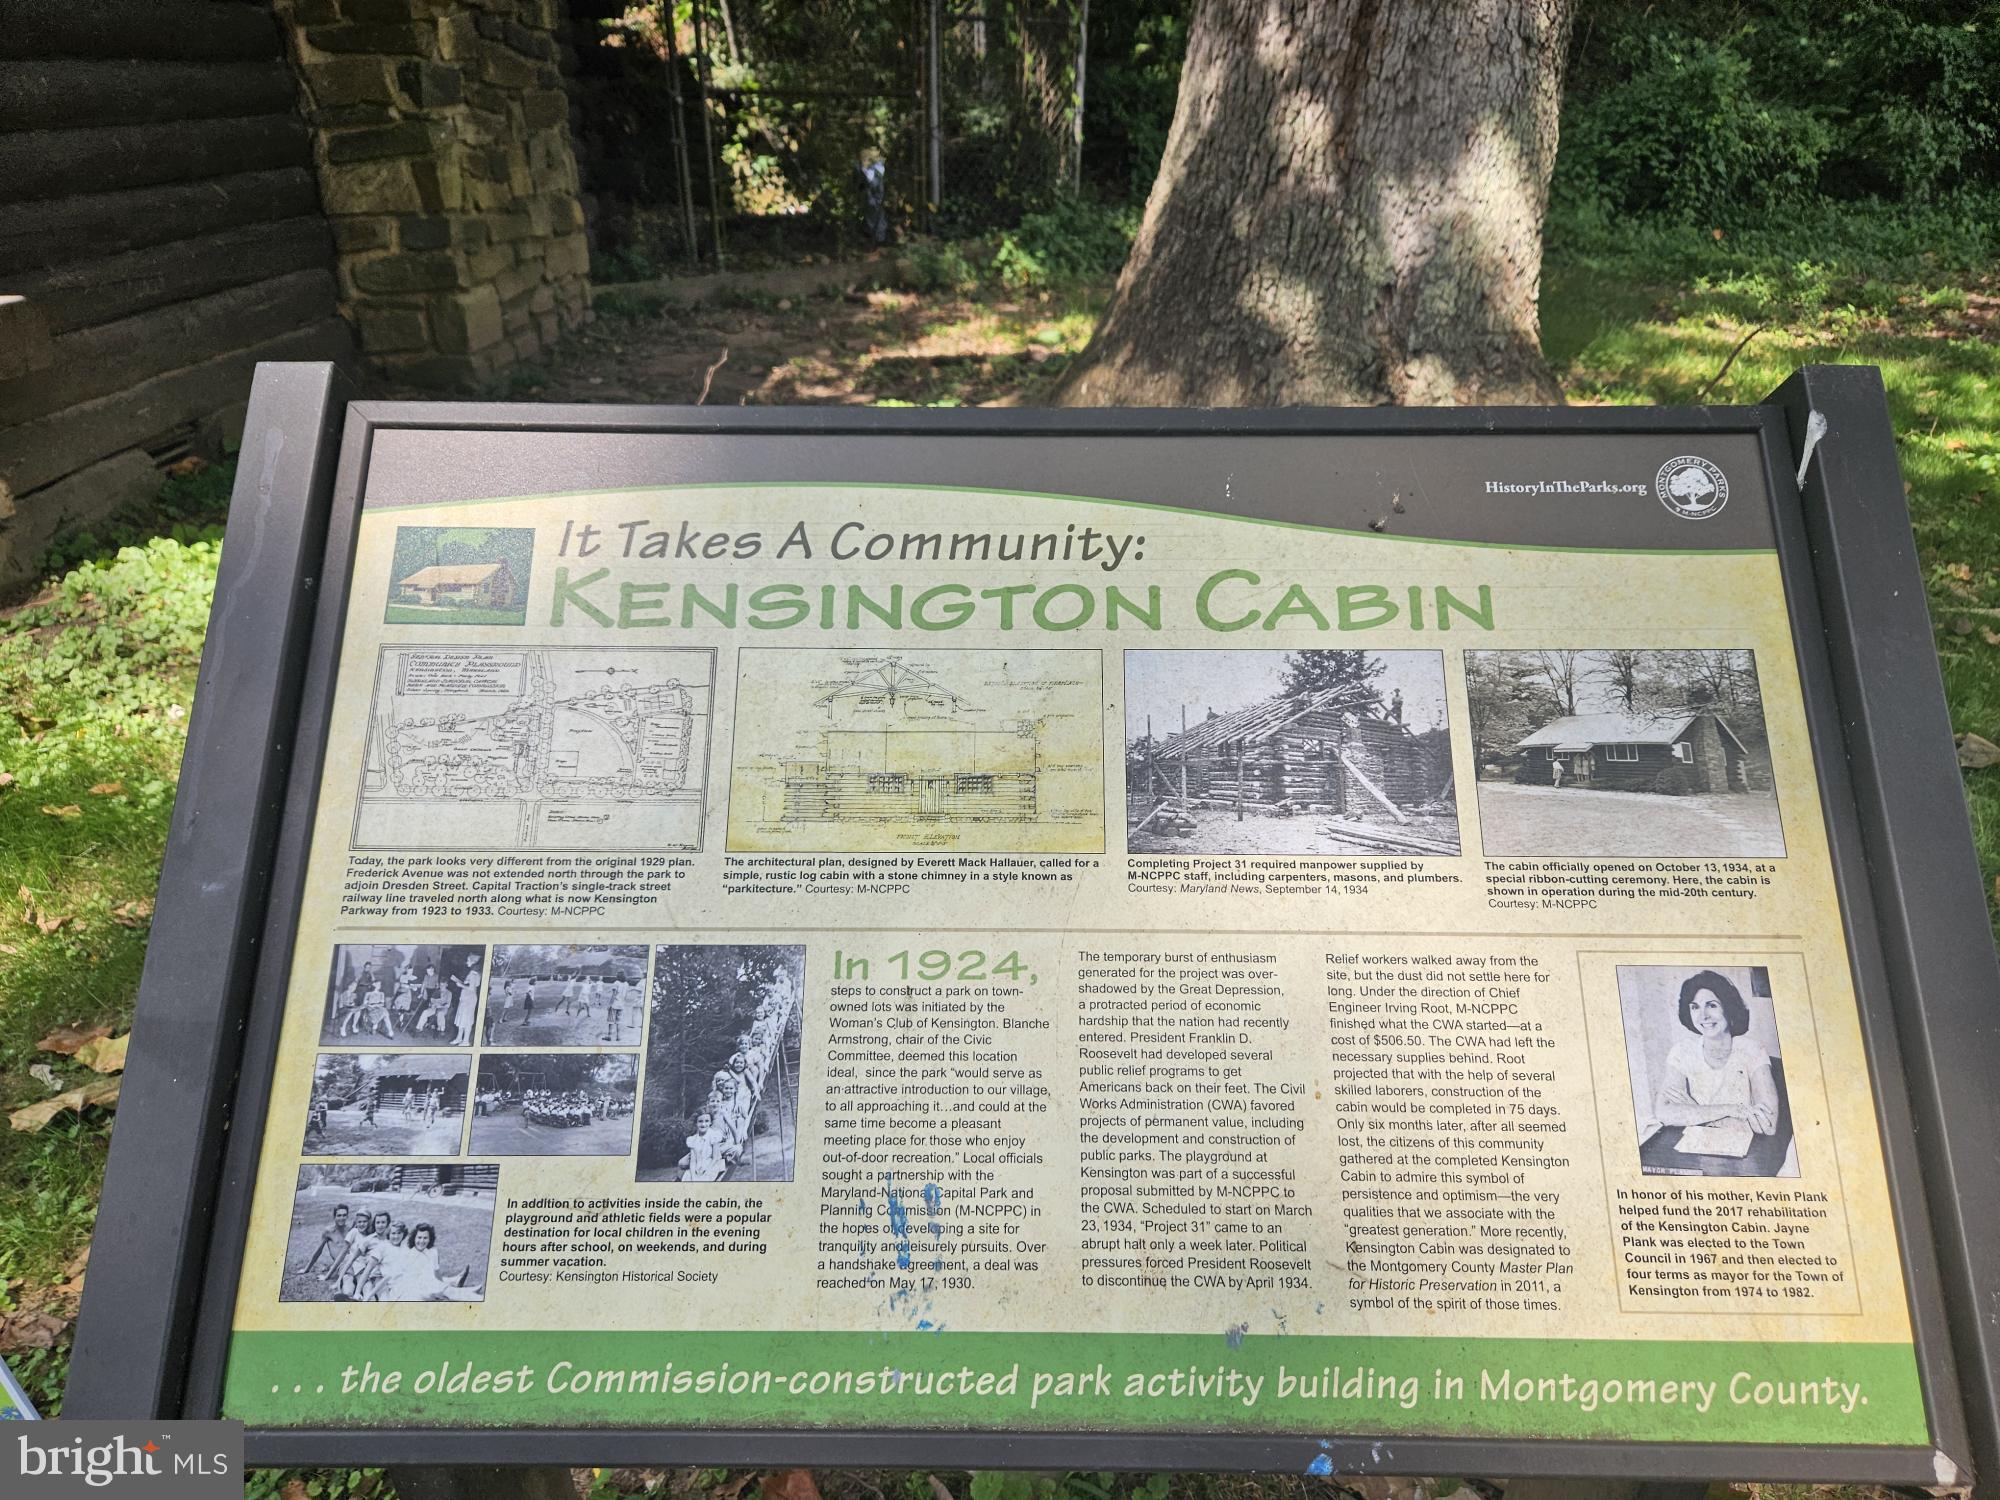 HistoryInTheParks.org
MONTGOMERY PARKS
M-NCPPC
It Takes A Community:
KENSINGTON CABIN
COMMUNITY PLAYGROUND
FRONT ELEVATION
Today, the park looks very different from the original 1929 plan.
Frederick Avenue was not extended north through the park to
adjoin Dresden Street. Capital Traction's single-track street
railway line traveled north along what is now Kensington
Parkway from 1923 to 1933. Courtesy: M-NCPPC
The architectural plan, designed by Everett Mack Hallauer, called for a
simple, rustic log cabin with a stone chimney in a style known as
"parkitecture." Courtesy: M-NCPPC
Completing Project 31 required manpower supplied by
M-NCPPC staff, including carpenters, masons, and plumbers.
Courtesy: Maryland News, September 14, 1934
The cabin officially opened on October 13, 1934, at a
special ribbon-cutting ceremony. Here, the cabin is
shown in operation during the mid-20th century.
Courtesy: M-NCPPC
In addition to activities inside the cabin, the
playground and athletic fields were a popular
destination for local children in the evening
hours after school, on weekends, and during
summer vacation.
Courtesy: Kensington Historical Society
In 1924,
steps to construct a park on town-
owned lots was initiated by the
Woman's Club of Kensington. Blanche
Armstrong, chair of the Civic
Committee, deemed this location
ideal, since the park "would serve as
an attractive introduction to our village,
to all approaching it...and could at the
same time become a pleasant
meeting place for those who enjoy
out-of-door recreation." Local officials
sought a partnership with the
Maryland-National Capital Park and
Planning Commission (M-NCPPC) in
the hopes of developing a site for
tranquility and leisurely pursuits. Over
a handshake agreement, a deal was
reached on May 17, 1930.
The temporary burst of enthusiasm
generated for the project was over-
shadowed by the Great Depression,
a protracted period of economic
hardship that the nation had recently
entered. President Franklin D.
Roosevelt had developed several
public relief programs to get
Americans back on their feet. The Civil
Works Administration (CWA) favored
projects of permanent value, including
the development and construction of
public parks. The playground at
Kensington was part of a successful
proposal submitted by M-NCPPC to
the CWA. Scheduled to start on March
23, 1934, "Project 31" came to an
abrupt halt only a week later. Political
pressures forced President Roosevelt
to discontinue the CWA by April 1934.
Relief workers walked away from the
site, but the dust did not settle here for
long. Under the direction of Chief
Engineer Irving Root, M-NCPPC
finished what the CWA started—at a
cost of $506.50. The CWA had left the
necessary supplies behind. Root
projected that with the help of several
skilled laborers, construction of the
cabin would be completed in 75 days.
Only six months later, after all seemed
lost, the citizens of this community
gathered at the completed Kensington
Cabin to admire this symbol of
persistence and optimism—the very
qualities that we associate with the
"greatest generation." More recently,
Kensington Cabin was designated to
the Montgomery County Master Plan
for Historic Preservation in 2011, a
symbol of the spirit of those times.
MAYOR
In honor of his mother, Kevin Plank
helped fund the 2017 rehabilitation
of the Kensington Cabin. Jayne
Plank was elected to the Town
Council in 1967 and then elected to
four terms as mayor for the Town of
Kensington from 1974 to 1982.
. . . the oldest Commission-constructed park activity building in Montgomery County.
bright™ MLS